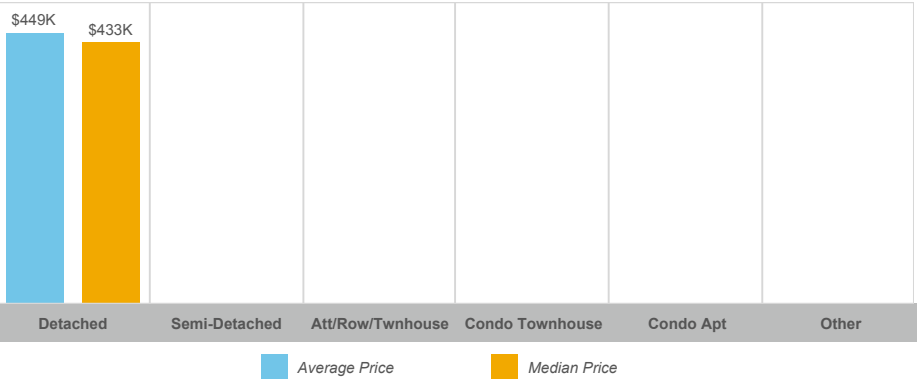 $449K
$433K
Detached Semi-Detached Att/Row/Twnhouse Condo Townhouse Condo Apt Other
Average Price Median Price